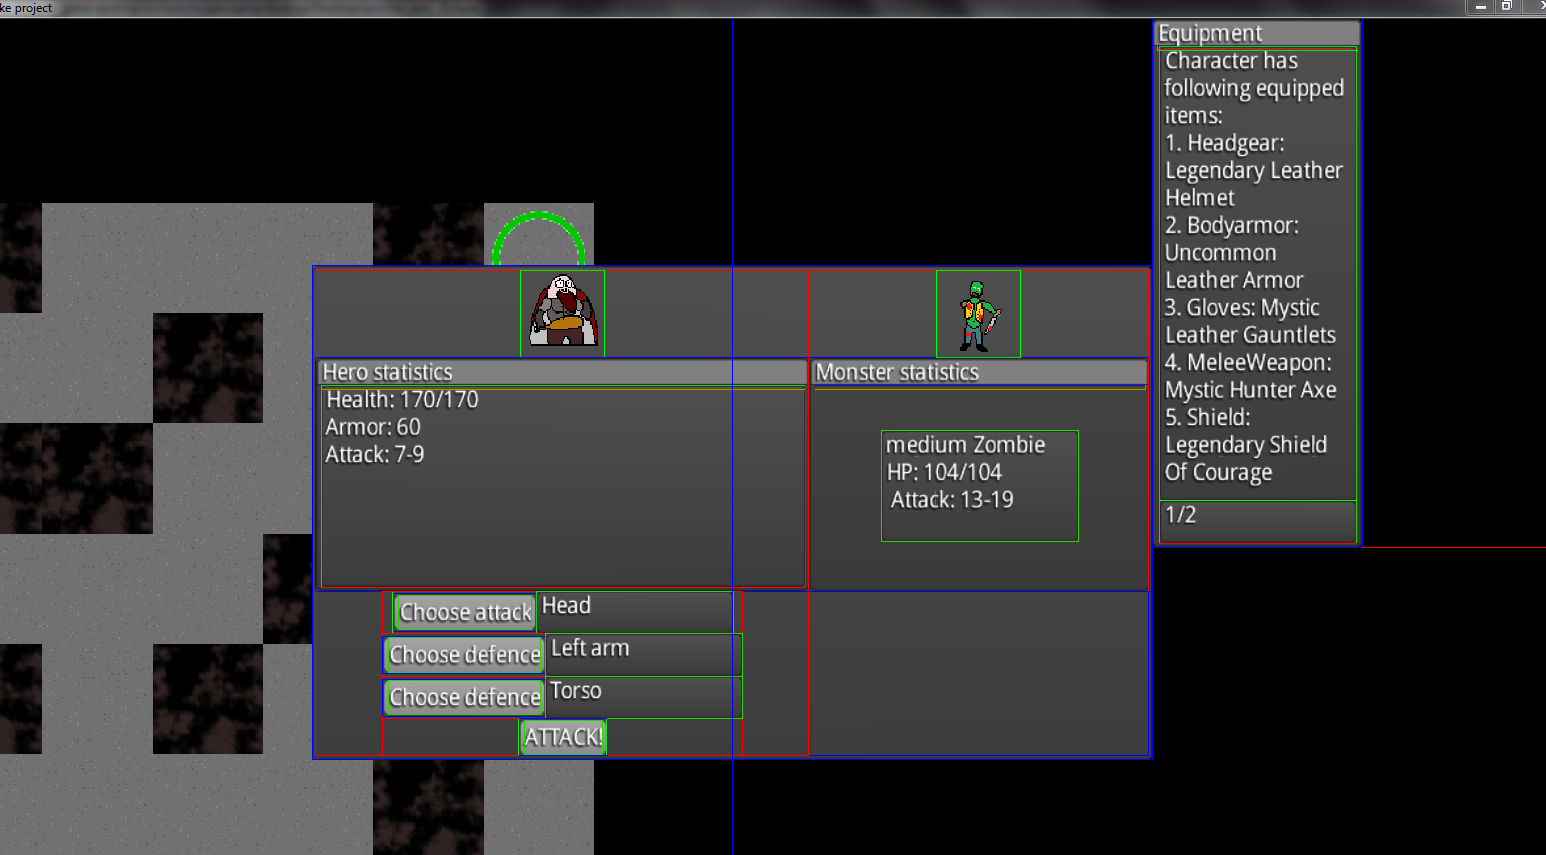 ke project
Equipment
Character has
following equipped
items:
1. Headgear:
Legendary Leather
Helmet
2. Bodyarmor:
Uncommon
Leather Armor
3. Gloves: Mystic
Leather Gauntlets
4. MeleeWeapon:
Mystic Hunter Axe
5. Shield:
Legendary Shield
Of Courage
1/2
Hero statistics
Health: 170/170
Armor: 60
Attack: 7-9
Monster statistics
medium Zombie
HP: 104/104
Attack: 13-19
Choose attack
Head
Choose defence
Left arm
Choose defence
Torso
ATTACK!